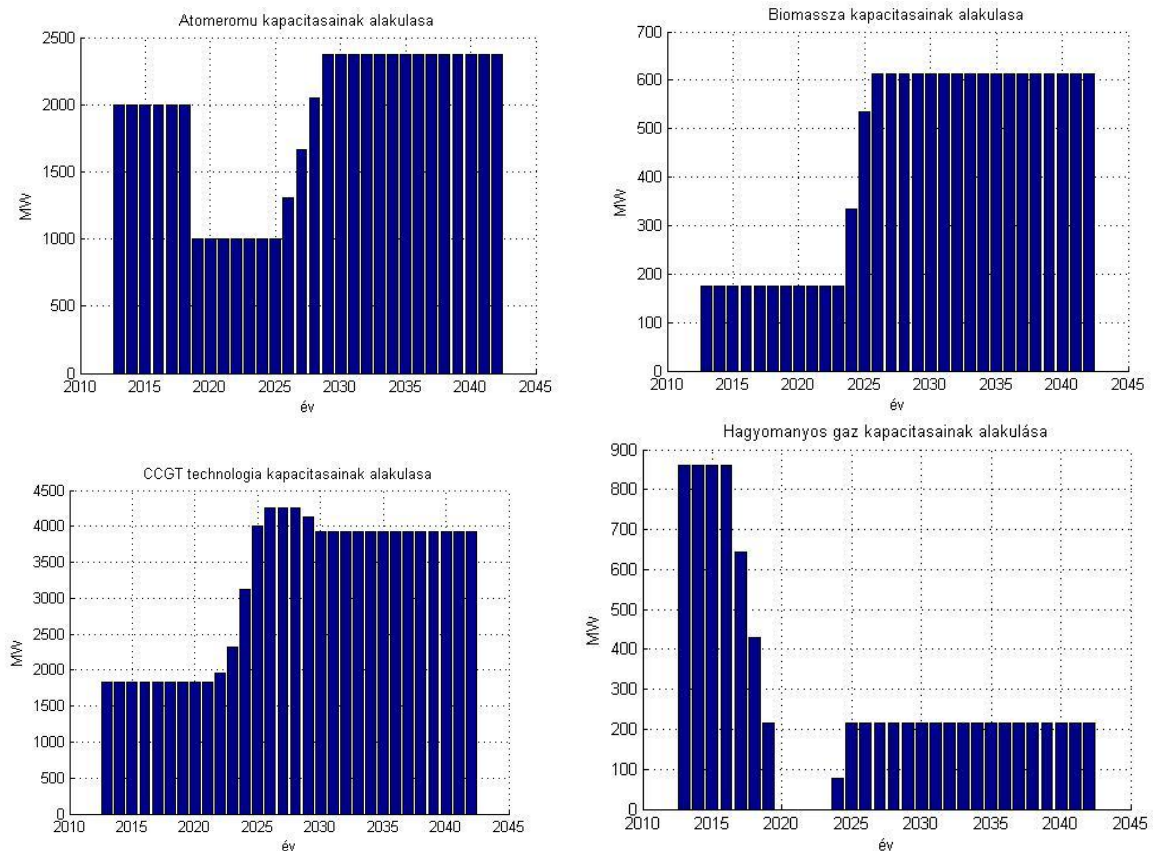 Atomeromu kapacitasainak alakulasa
2500
2000
1500
1000
500
0
MW
2010 2015 2020 2025 2030 2035 2040 2045
év
Biomassza kapacitasainak alakulasa
700
600
500
400
300
200
100
0
MW
2010 2015 2020 2025 2030 2035 2040 2045
év
CCGT technologia kapacitasainak alakulasa
4500
4000
3500
3000
2500
2000
1500
1000
500
0
MW
2010 2015 2020 2025 2030 2035 2040 2045
év
Hagyomanyos gaz kapacitasainak alakulása
900
800
700
600
500
400
300
200
100
0
MW
2010 2015 2020 2025 2030 2035 2040 2045
év